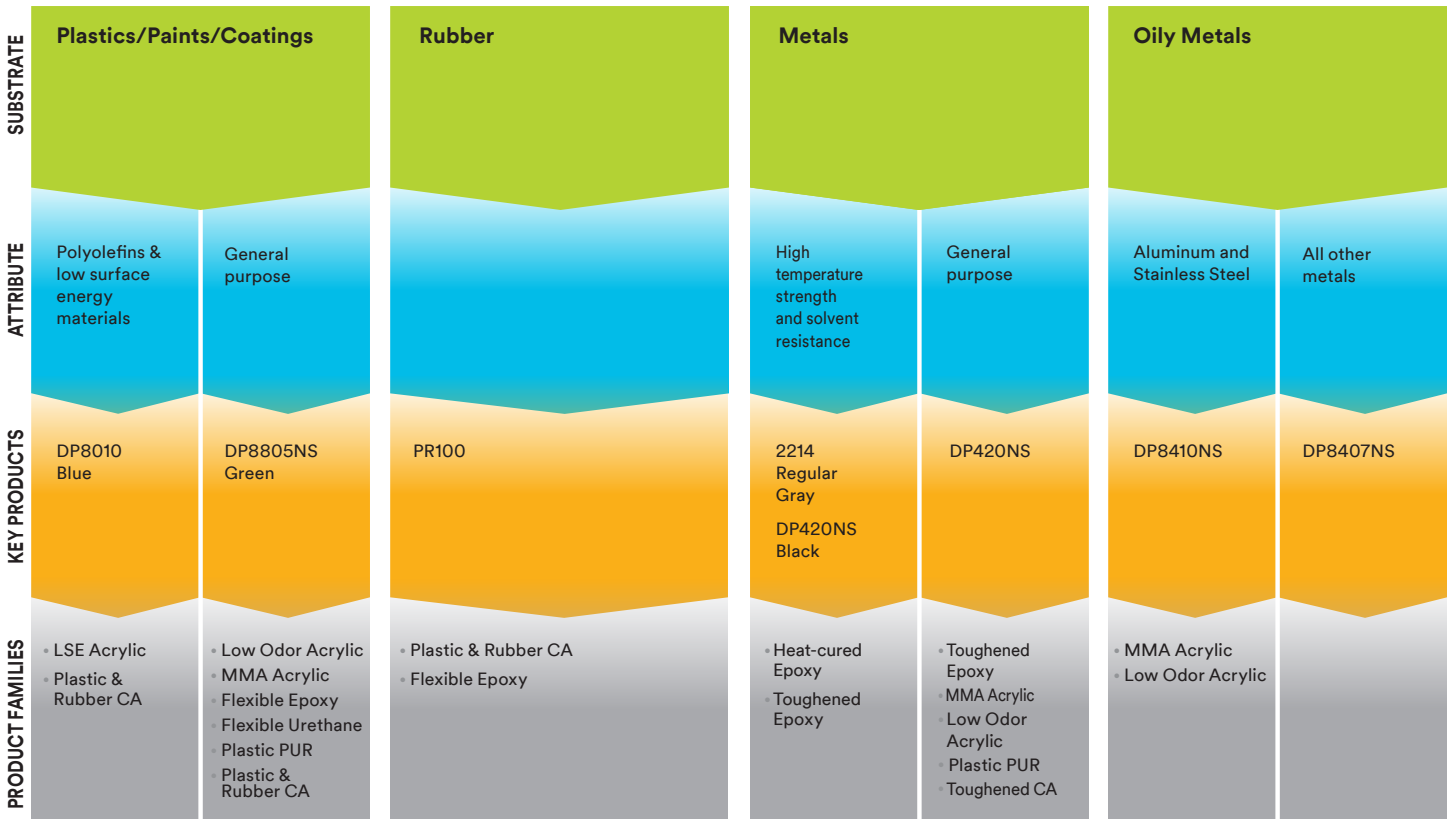 SUBSTRATE
Plastics/Paints/Coatings
Rubber
Metals
Oily Metals
ATTRIBUTE
Polyolefins &
low surface
energy
materials
General
purpose
High
temperature
strength
and solvent
resistance
General
purpose
Aluminum and
Stainless Steel
All other
metals
KEY PRODUCTS
DP8010
Blue
DP8805NS
Green
PR100
2214
Regular
Gray
DP420NS
Black
DP420NS
DP8410NS
DP8407NS
PRODUCT FAMILIES
• LSE Acrylic
• Plastic &
Rubber CA
• Low Odor Acrylic
• MMA Acrylic
• Flexible Epoxy
• Flexible Urethane
• Plastic PUR
• Plastic &
Rubber CA
• Plastic & Rubber CA
• Flexible Epoxy
• Heat-cured
Epoxy
• Toughened
Epoxy
• Toughened
Epoxy
• MMA Acrylic
• Low Odor
Acrylic
• Plastic PUR
• Toughened CA
• MMA Acrylic
• Low Odor Acrylic